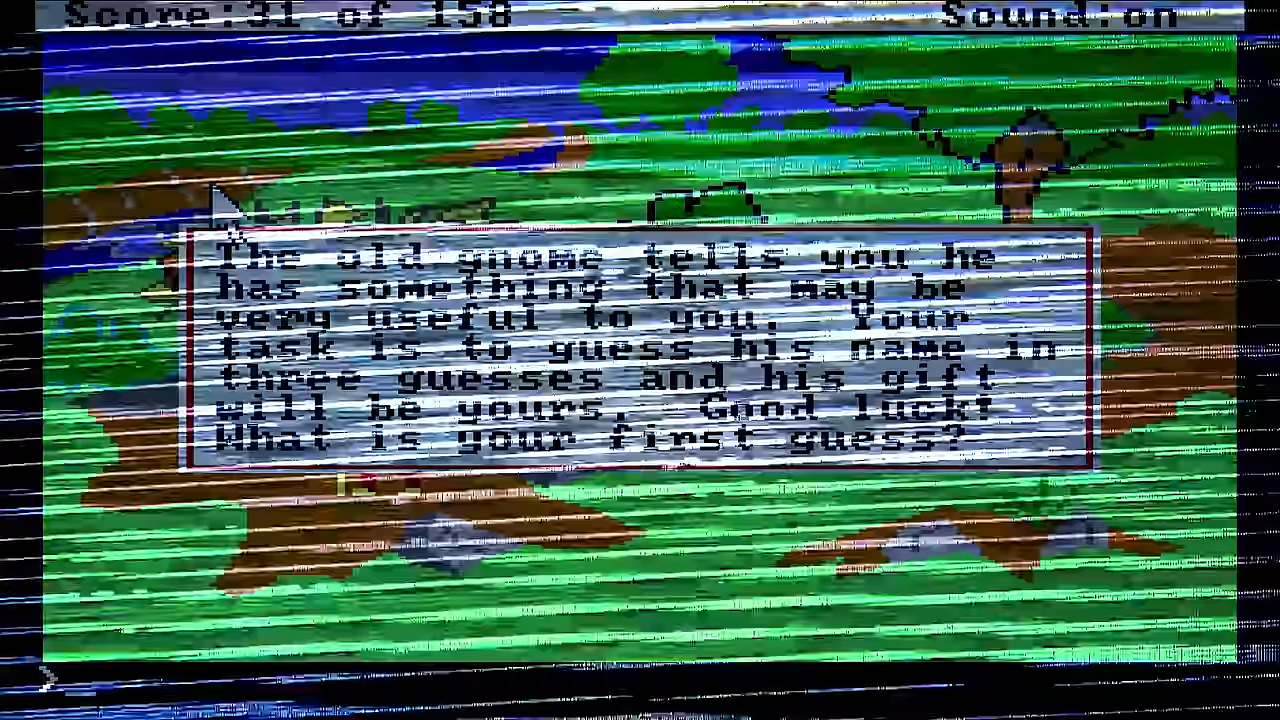 Score:31 of 158 Sound:on
The old gnome tells you he
has something that may be
very useful to you.  Your
task is to guess his name in
three guesses and his gift
will be yours.  Good luck!
What is your first guess?
>_